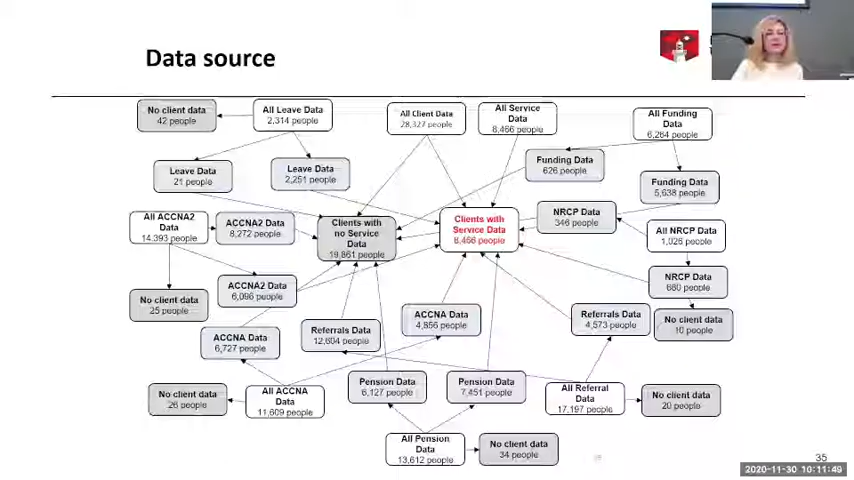 Data source
No client data
42 people
All Leave Data
2,314 people
All Client Data
28,327 people
All Service
Data
8,466 people
All Funding
Data
6,264 people
Leave Data
21 people
Leave Data
2,251 people
Funding Data
626 people
Funding Data
5,638 people
All ACCNA2
Data
14,393 people
ACCNA2 Data
8,272 people
Clients with
no Service
Data
19,861 people
Clients with
Service Data
8,466 people
NRCP Data
346 people
All NRCP Data
1,026 people
ACCNA2 Data
6,096 people
NRCP Data
680 people
No client data
25 people
ACCNA Data
4,856 people
Referrals Data
4,573 people
No client data
10 people
ACCNA Data
6,727 people
Referrals Data
12,604 people
No client data
26 people
All ACCNA
Data
11,609 people
Pension Data
6,127 people
Pension Data
7,451 people
All Referral
Data
17,197 people
No client data
20 people
All Pension
Data
13,612 people
No client data
34 people
35
2020-11-30 10:11:49